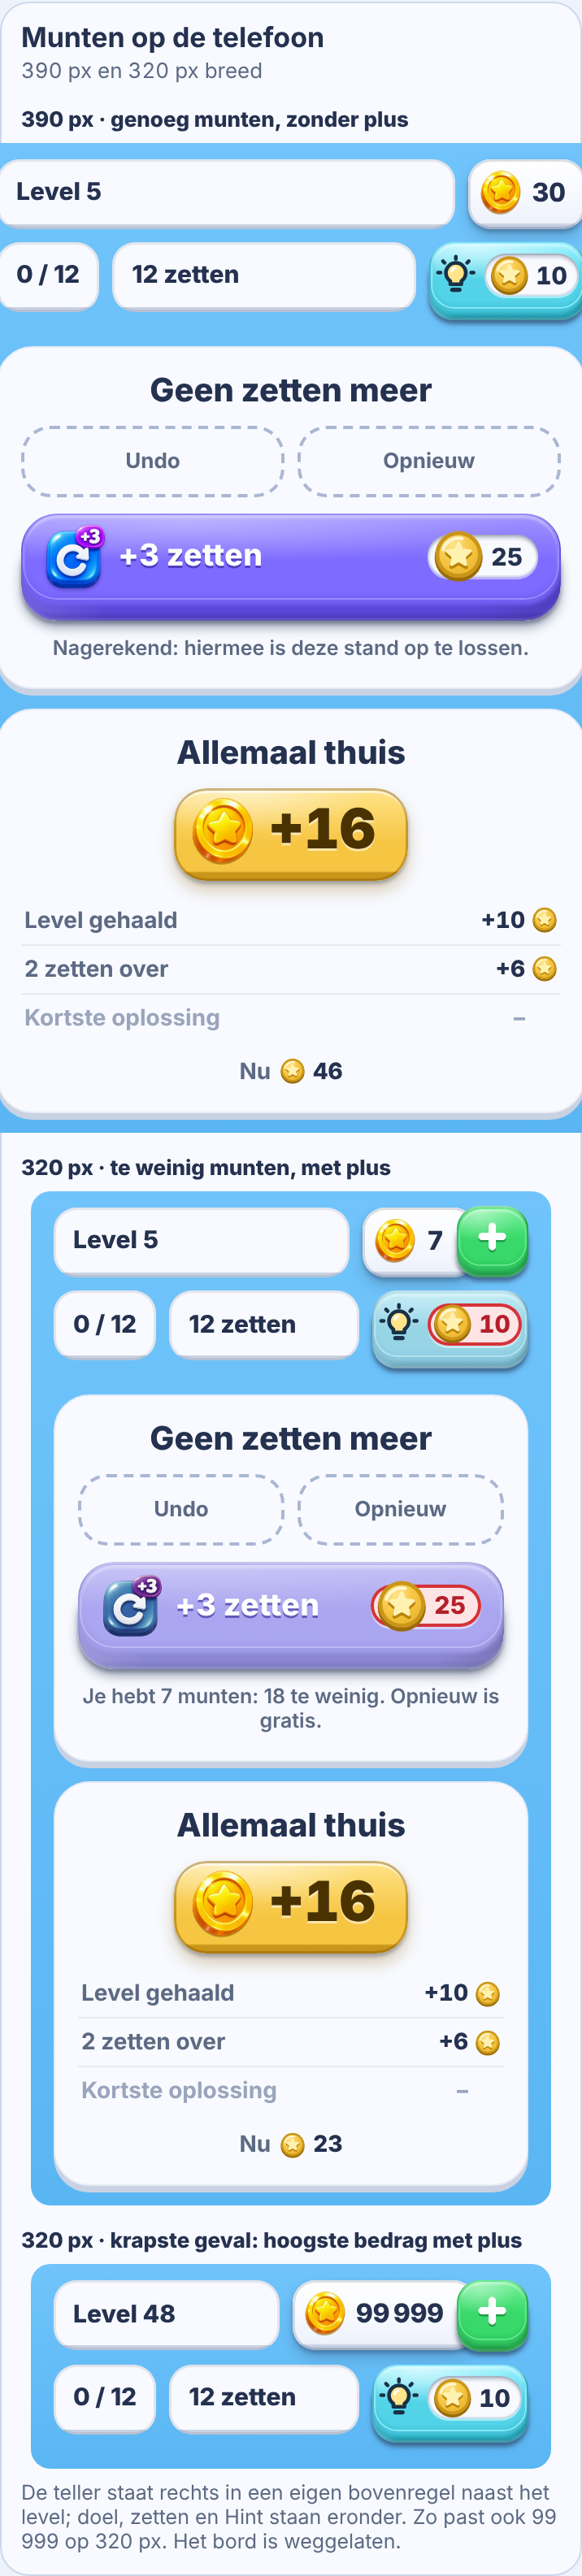 Munten op de telefoon
390 px en 320 px breed
390 px · genoeg munten, zonder plus
Level 5
30
0 / 12
12 zetten
10
Geen zetten meer
Undo
Opnieuw
+3
+3 zetten
25
Nagerekend: hiermee is deze stand op te lossen.
Allemaal thuis
+16
Level gehaald
+10
2 zetten over
+6
Kortste oplossing
–
Nu 46
320 px · te weinig munten, met plus
Level 5
7
+
0 / 12
12 zetten
10
Geen zetten meer
Undo
Opnieuw
+3
+3 zetten
25
Je hebt 7 munten: 18 te weinig. Opnieuw is
gratis.
Allemaal thuis
+16
Level gehaald
+10
2 zetten over
+6
Kortste oplossing
–
Nu 23
320 px · krapste geval: hoogste bedrag met plus
Level 48
99 999
+
0 / 12
12 zetten
10
De teller staat rechts in een eigen bovenregel naast het
level; doel, zetten en Hint staan eronder. Zo past ook 99
999 op 320 px. Het bord is weggelaten.